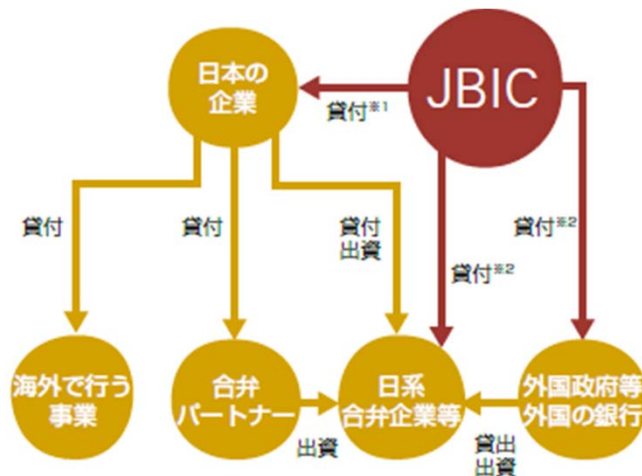 日本の
企業
JBIC
貸付※1
貸付
貸付
貸付
出資
貸付※2
貸付※2
海外で行う
事業
合弁
パートナー
日系
合弁企業等
外国政府等
外国の銀行
出資
貸出
出資